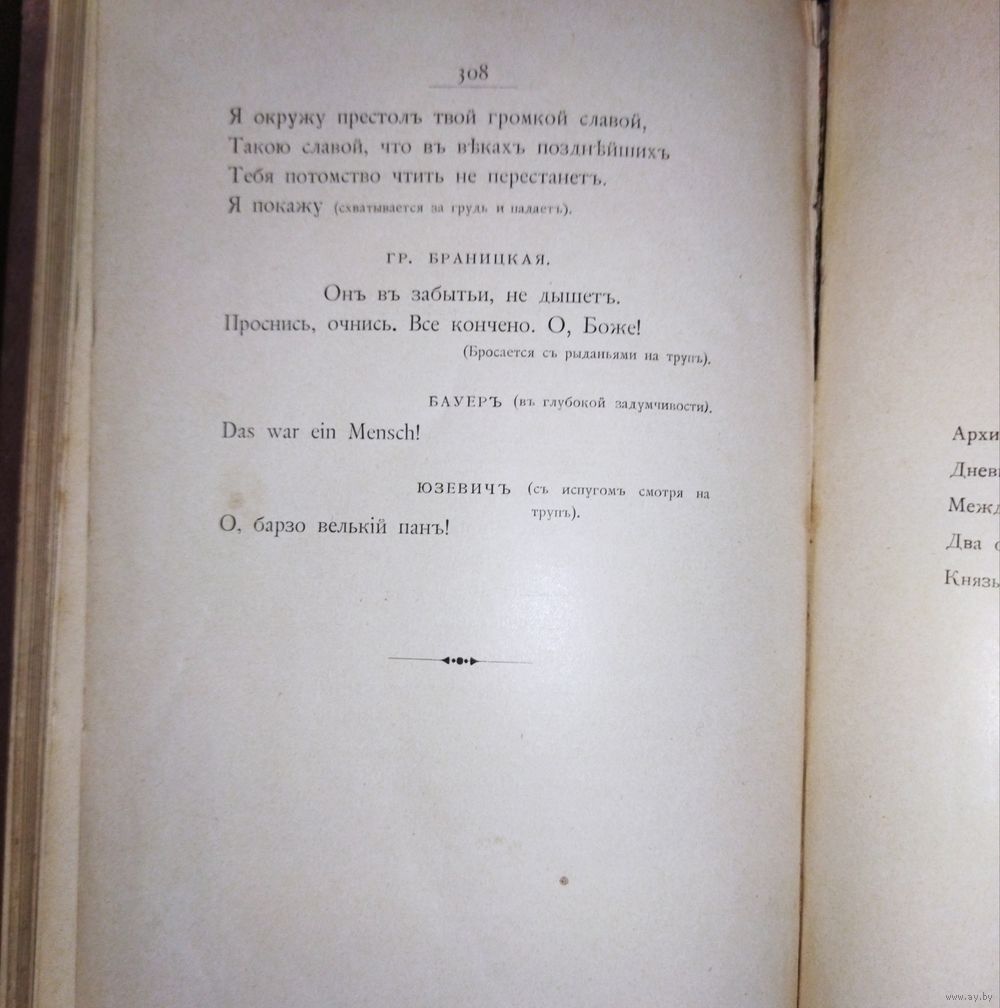 308
Я окружу престолъ твой громкой славой,
Такою славой, что въ вѣкахъ позднѣйшихъ
Тебя потомство чтить не перестанетъ.
Я покажу (схватывается за грудь и падаетъ).
ГР. БРАНИЦКАЯ.
Онъ въ забытьи, не дышетъ.
Проснись, очнись. Все кончено. О, Боже!
(Бросается съ рыданьями на трупъ).
БАУЕРЪ (въ глубокой задумчивости).
Das war ein Mensch!
ЮЗЕВИЧЪ (съ испугомъ смотря на
трупъ).
О, барзо велькій панъ!
Архи
Днев
Межд
Два о
Князь
www.ay.by